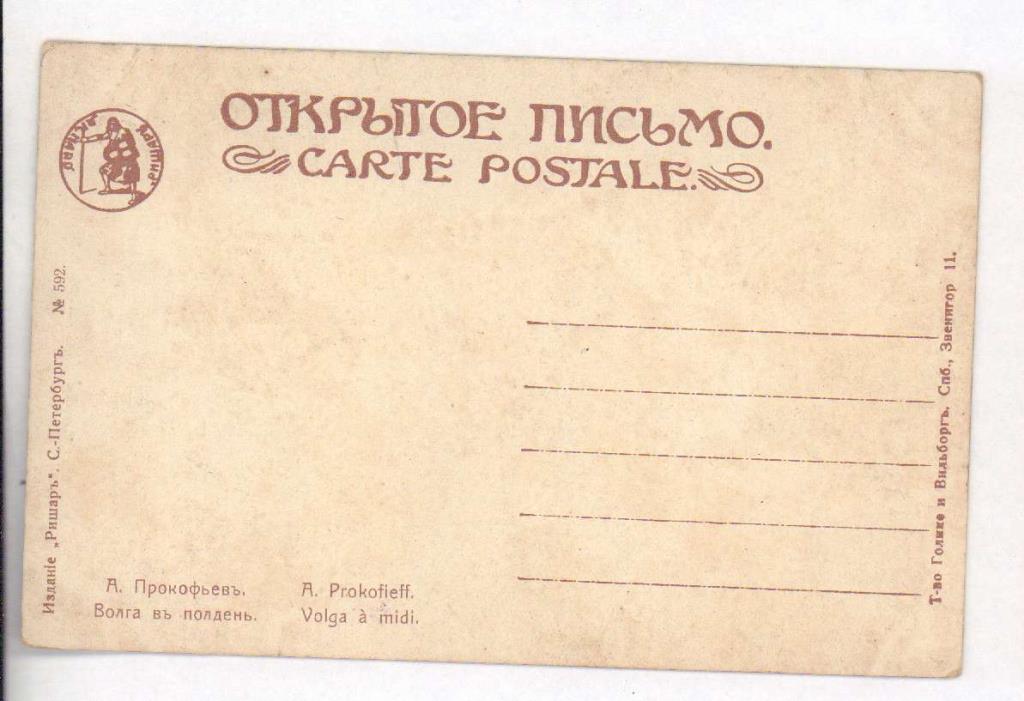 ОТКРЫТОЕ ПИСЬМО.
CARTE POSTALE.
Изданіе „Ришаръ“. С.-Петербургъ. № 592.
А. Прокофьевъ.
Волга въ полдень.
A. Prokofieff.
Volga à midi.
Т-во Голике и Вильборгъ. Спб., Звенигор 11.